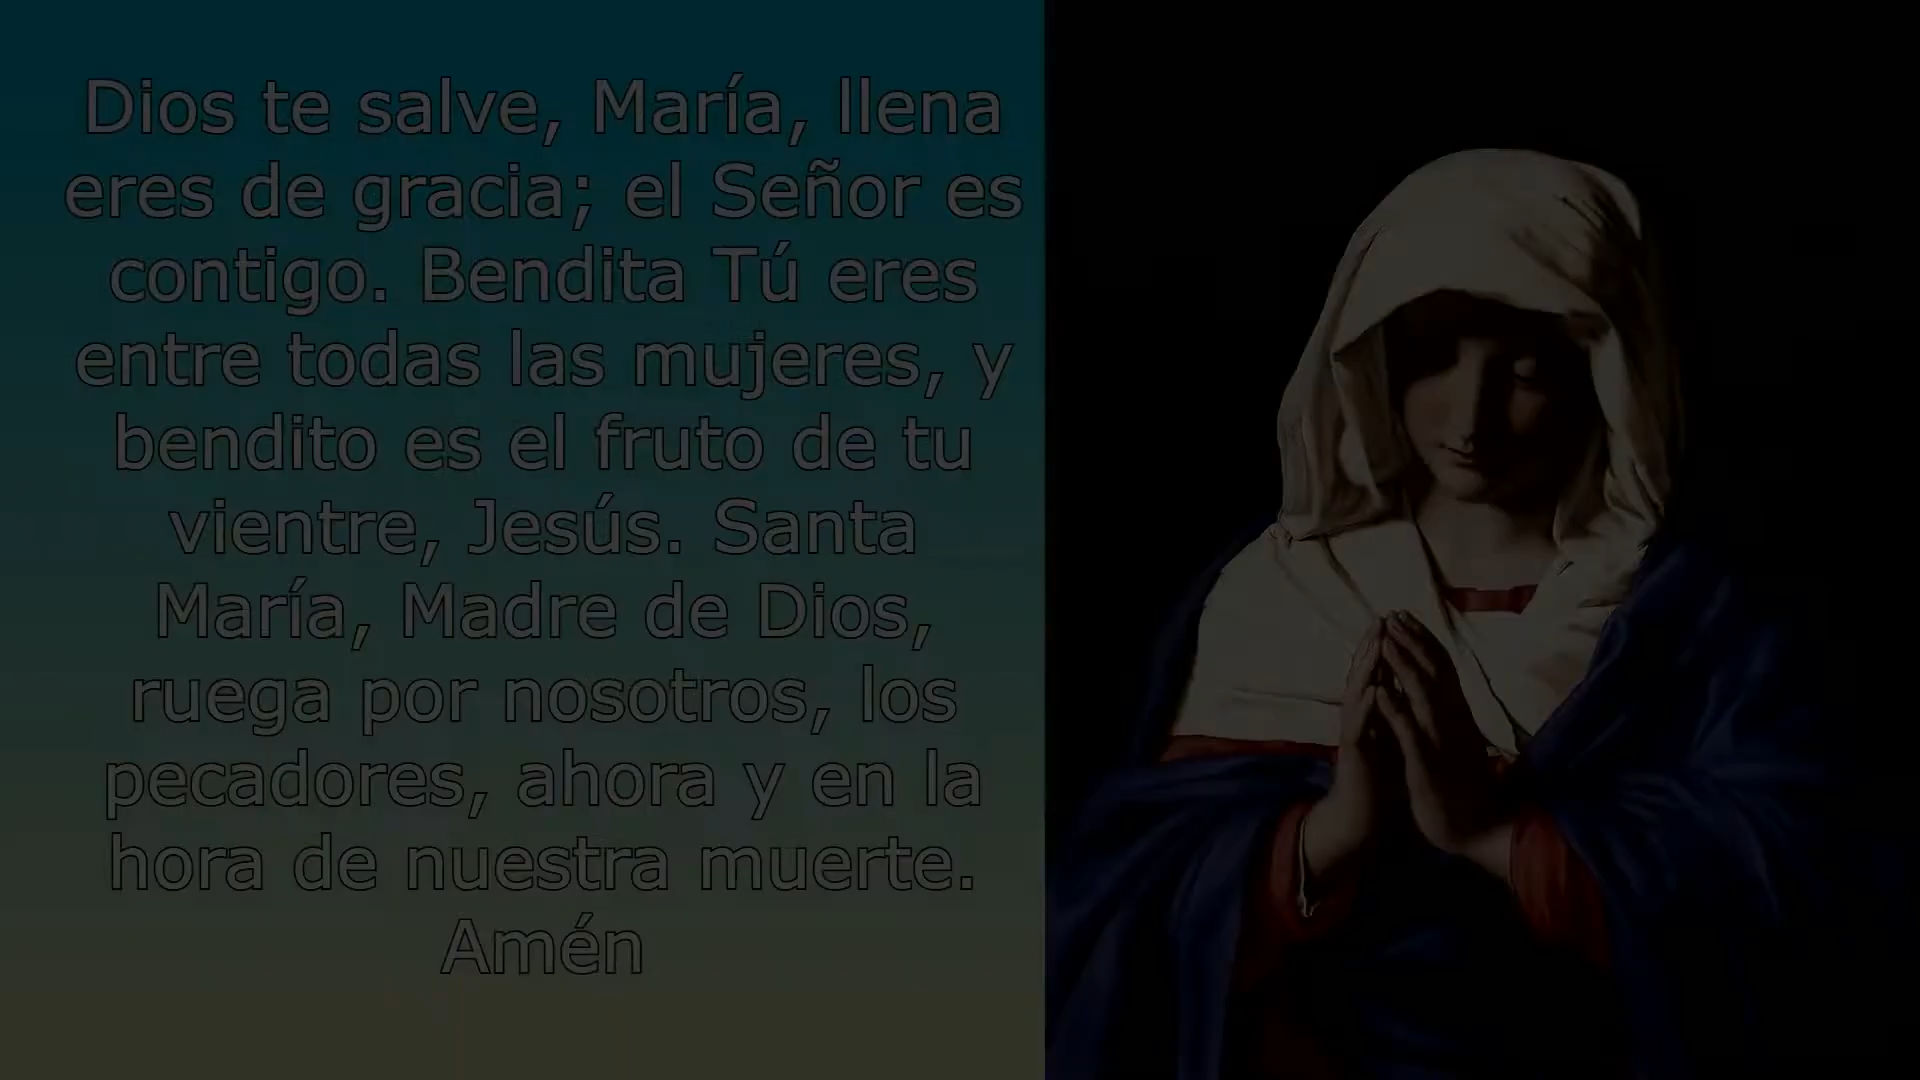 Dios te salve, María, llena
eres de gracia; el Señor es
contigo. Bendita Tú eres
entre todas las mujeres, y
bendito es el fruto de tu
vientre, Jesús. Santa
María, Madre de Dios,
ruega por nosotros, los
pecadores, ahora y en la
hora de nuestra muerte.
Amén